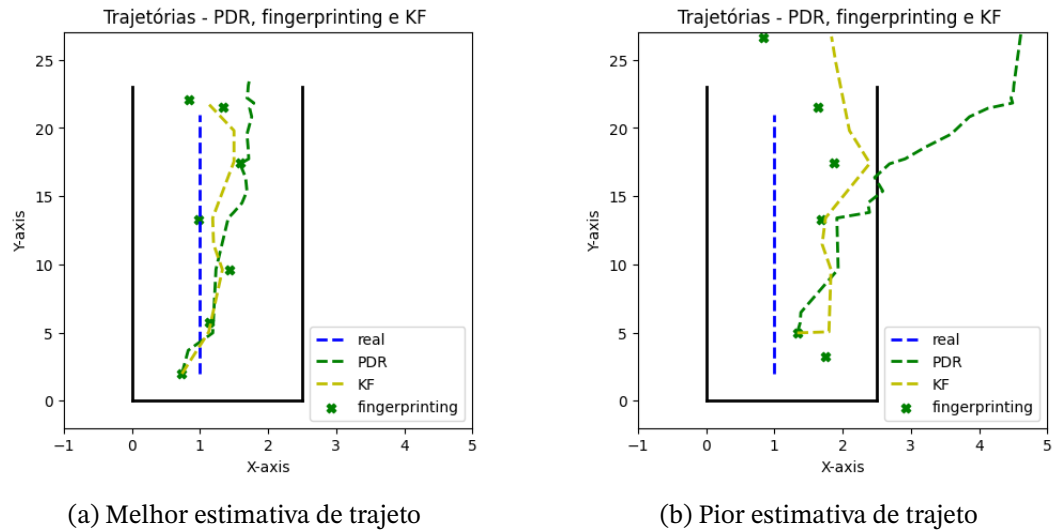 Trajetórias - PDR, fingerprinting e KF
Y-axis
25
20
15
10
5
0
-1
0
1
2
3
4
5
X-axis
real
PDR
KF
fingerprinting
(a) Melhor estimativa de trajeto
Trajetórias - PDR, fingerprinting e KF
Y-axis
25
20
15
10
5
0
-1
0
1
2
3
4
5
X-axis
real
PDR
KF
fingerprinting
(b) Pior estimativa de trajeto